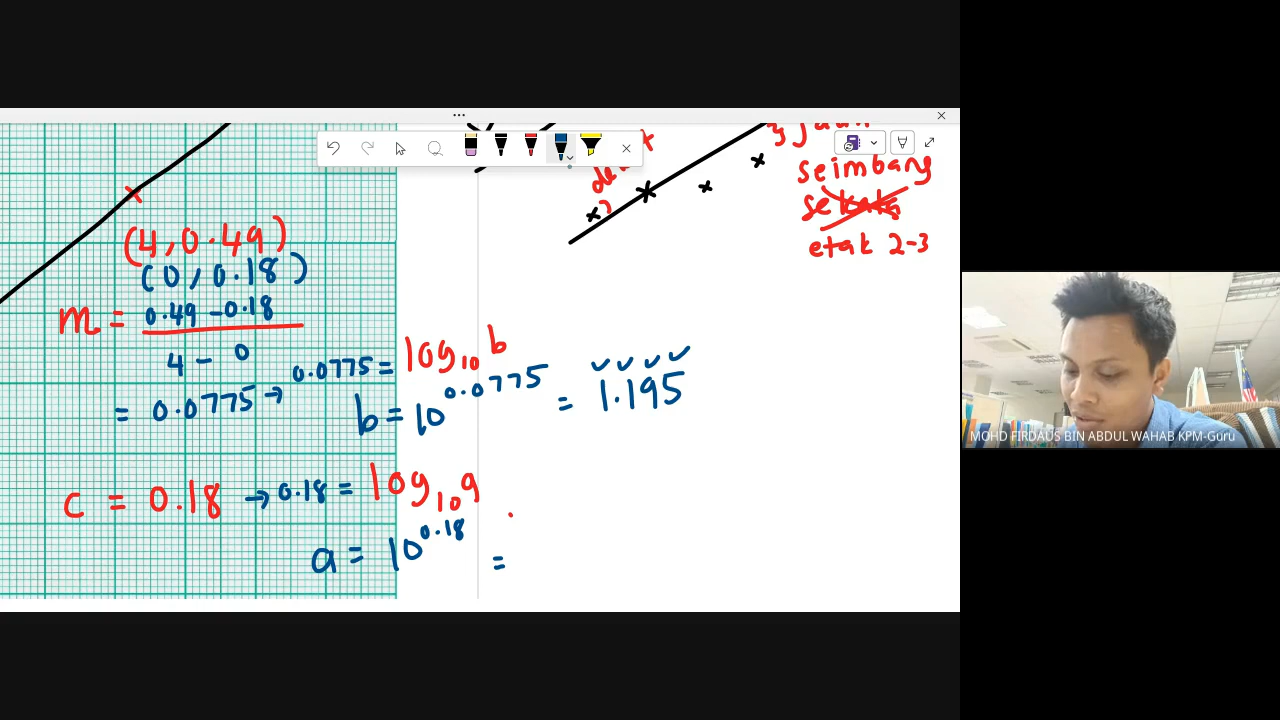 (4, 0.49)
(0, 0.18)
m = 0.49 - 0.18
4 - 0
= 0.0775 → 0.0775 = log10 b
b = 10^0.0775 = 1.195
✓ ✓ ✓ ✓
c = 0.18 → 0.18 = log10 a
a = 10^0.18 =
seimbang
etak 2-3
MOHD FIRDAUS BIN ABDUL WAHAB KPM-Guru